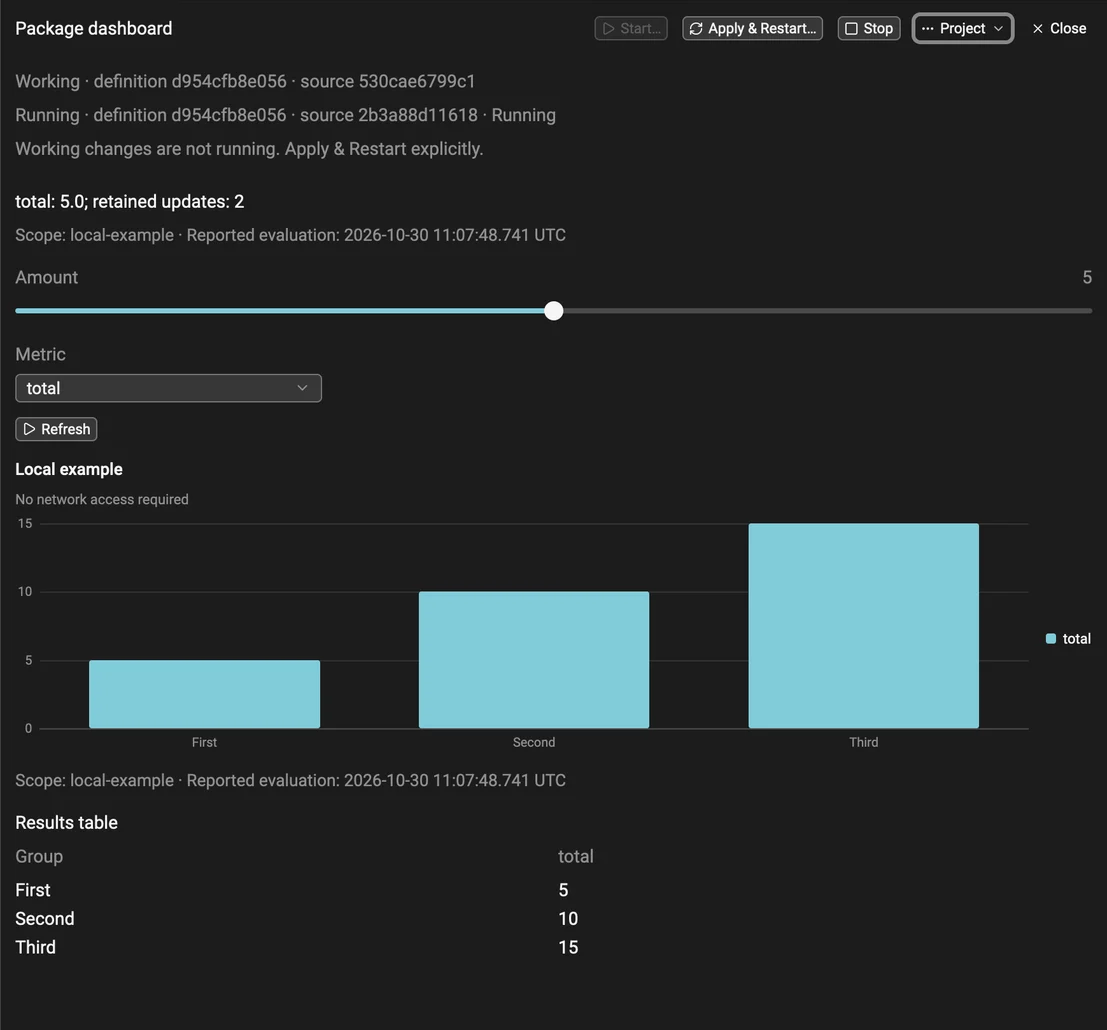 Package dashboard
Start...
Apply & Restart...
Stop
Project
Close
Working · definition d954cfb8e056 · source 530cae6799c1
Running · definition d954cfb8e056 · source 2b3a88d11618 · Running
Working changes are not running. Apply & Restart explicitly.
total: 5.0; retained updates: 2
Scope: local-example · Reported evaluation: 2026-10-30 11:07:48.741 UTC
Amount 5
Metric
total
Refresh
Local example
No network access required
15
10
5
0
First Second Third
total
Scope: local-example · Reported evaluation: 2026-10-30 11:07:48.741 UTC
Results table
Group total
First 5
Second 10
Third 15